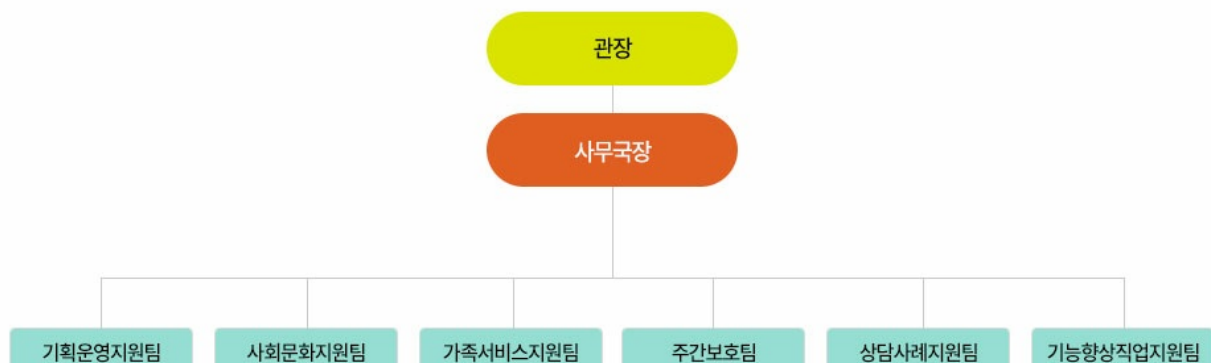 관장
사무국장
기획운영지원팀
사회문화지원팀
가족서비스지원팀
주간보호팀
상담사례지원팀
기능향상직업지원팀